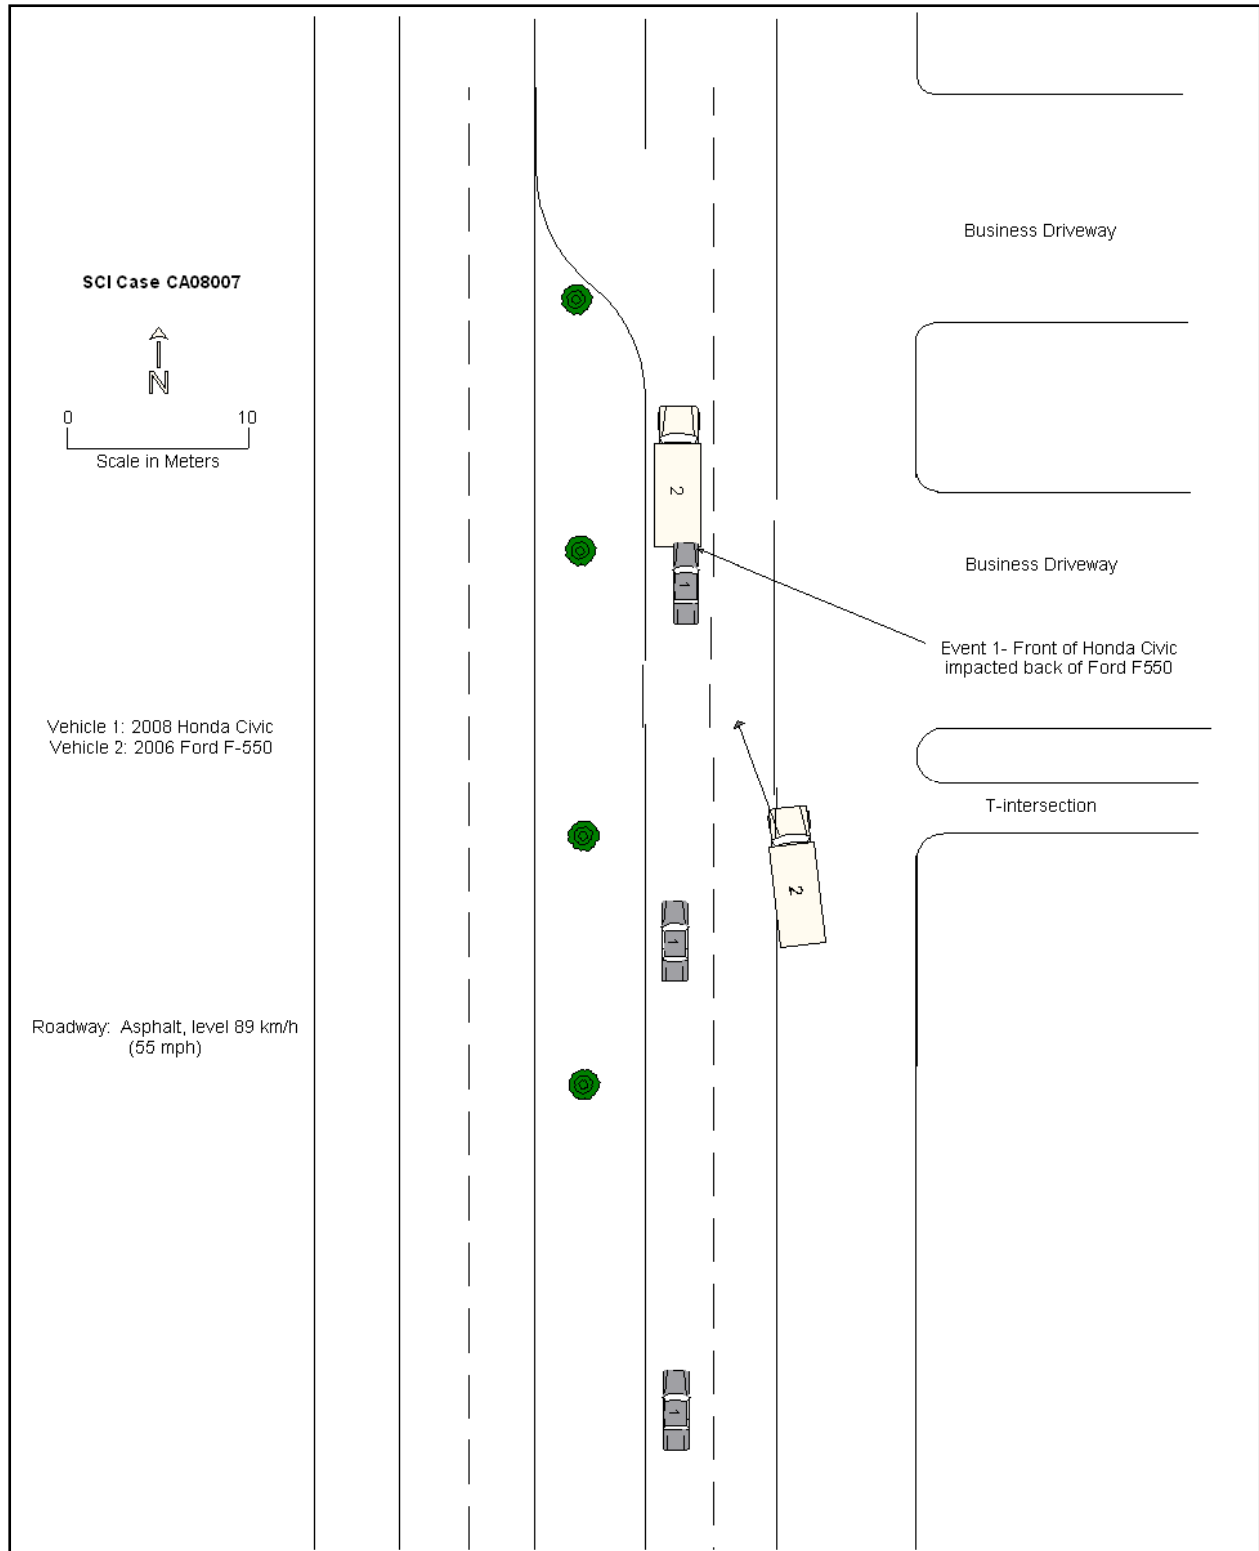 Business Driveway
SCI Case CA08007
N
0 10
Scale in Meters
2
Business Driveway
1
Event 1- Front of Honda Civic
impacted back of Ford F550
Vehicle 1: 2008 Honda Civic
Vehicle 2: 2006 Ford F-550
T-intersection
2
1
Roadway: Asphalt, level 89 km/h
(55 mph)
1